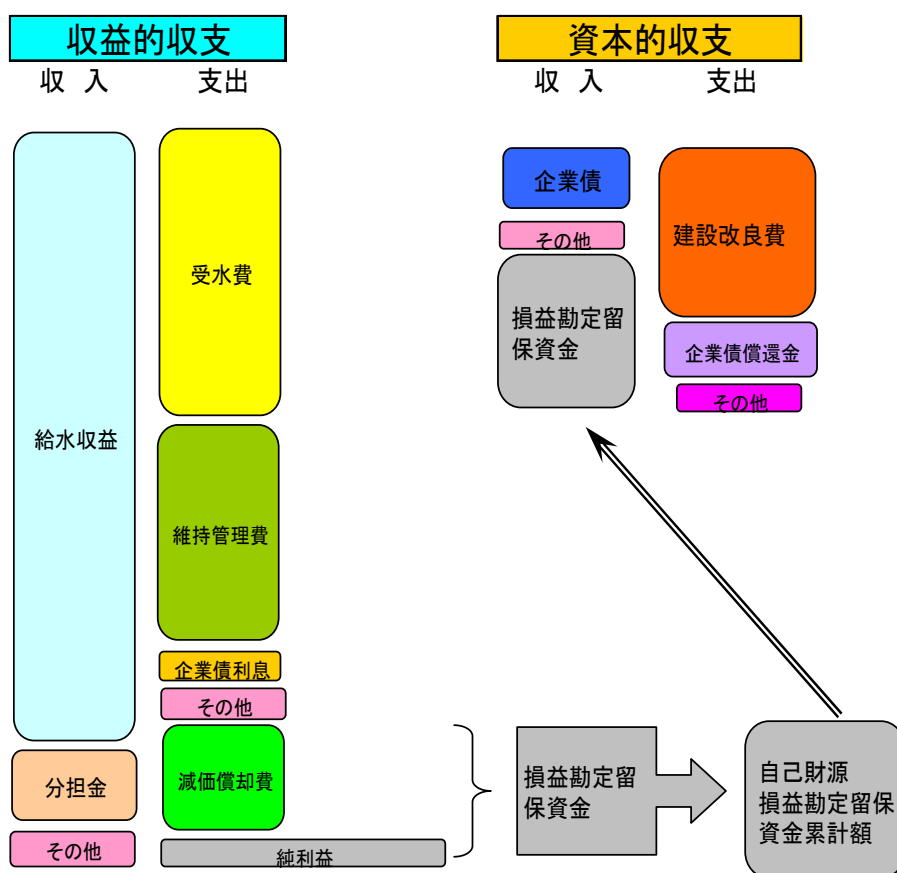 収益的収支
収 入
支出
給水収益
分担金
その他
受水費
維持管理費
企業債利息
その他
減価償却費
純利益
損益勘定留
保資金
自己財源
損益勘定留保
資金累計額
資本的収支
収 入
支出
企業債
その他
損益勘定留
保資金
建設改良費
企業債償還金
その他